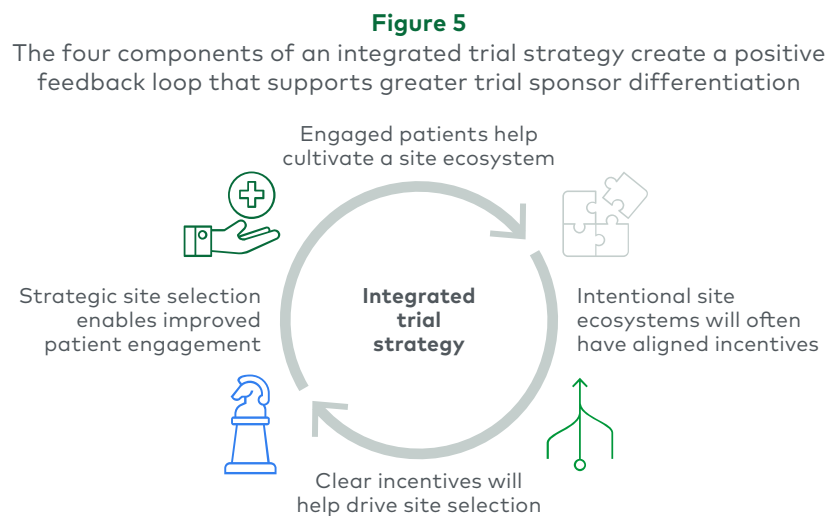 Figure 5
The four components of an integrated trial strategy create a positive
feedback loop that supports greater trial sponsor differentiation
Engaged patients help
cultivate a site ecosystem
Strategic site selection
enables improved
patient engagement
Integrated
trial
strategy
Intentional site
ecosystems will often
have aligned incentives
Clear incentives will
help drive site selection